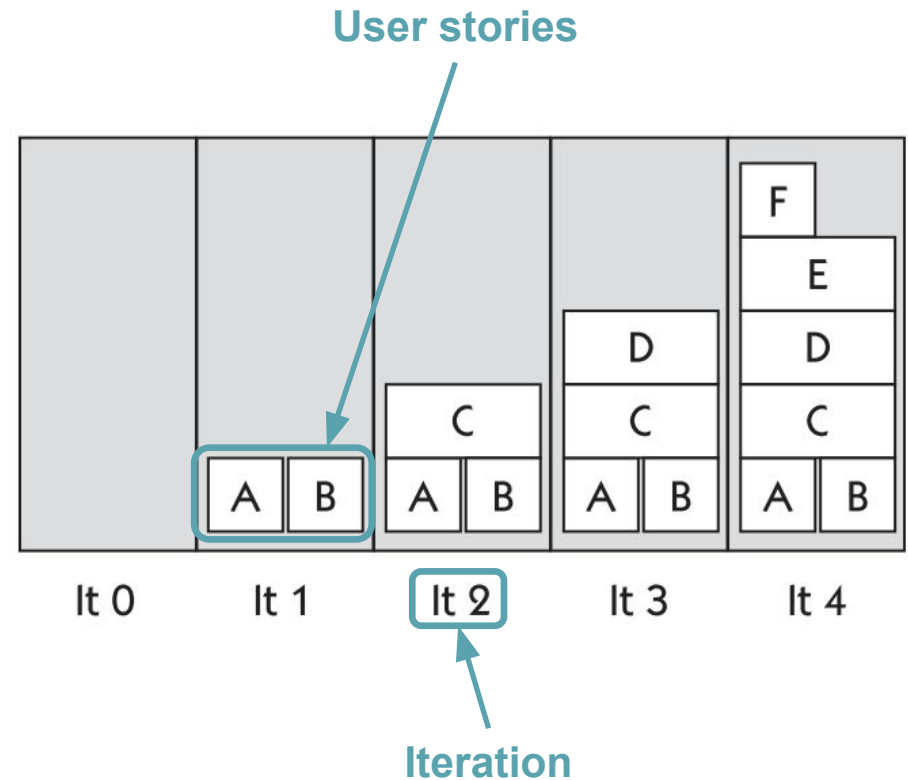 User stories
F
E
D D
C C C
A B A B A B A B
It 0 It 1 It 2 It 3 It 4
Iteration